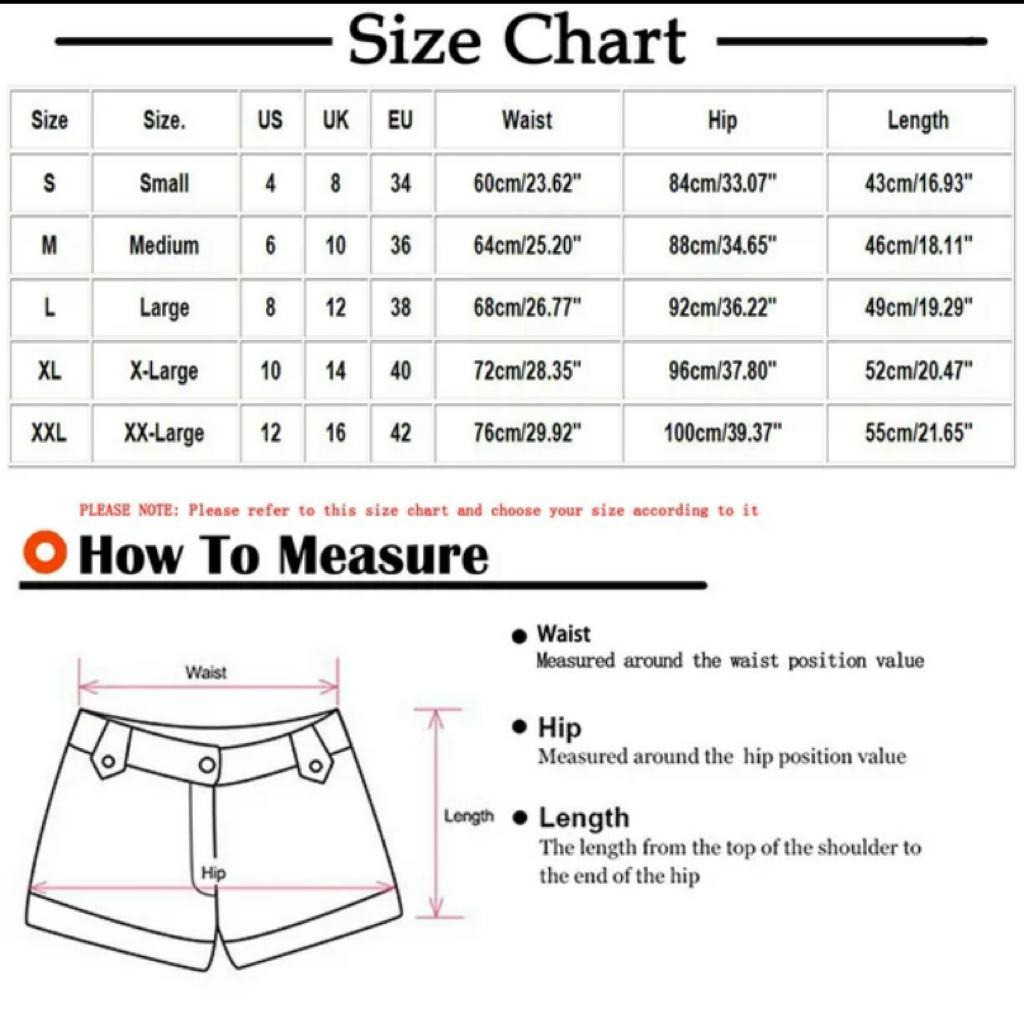 Size Chart
Size Size. US UK EU Waist Hip Length
S Small 4 8 34 60cm/23.62" 84cm/33.07" 43cm/16.93"
M Medium 6 10 36 64cm/25.20" 88cm/34.65" 46cm/18.11"
L Large 8 12 38 68cm/26.77" 92cm/36.22" 49cm/19.29"
XL X-Large 10 14 40 72cm/28.35" 96cm/37.80" 52cm/20.47"
XXL XX-Large 12 16 42 76cm/29.92" 100cm/39.37" 55cm/21.65"
PLEASE NOTE: Please refer to this size chart and choose your size according to it
How To Measure
Waist
Length
Hip
Waist
Measured around the waist position value
Hip
Measured around the hip position value
Length
The length from the top of the shoulder to
the end of the hip